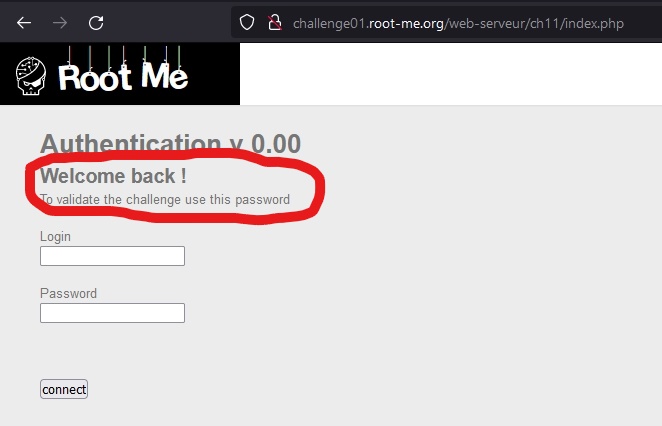 challenge01.root-me.org/web-serveur/ch11/index.php
Root Me
Authentication v 0.00
Welcome back !
To validate the challenge use this password
Login
Password
connect